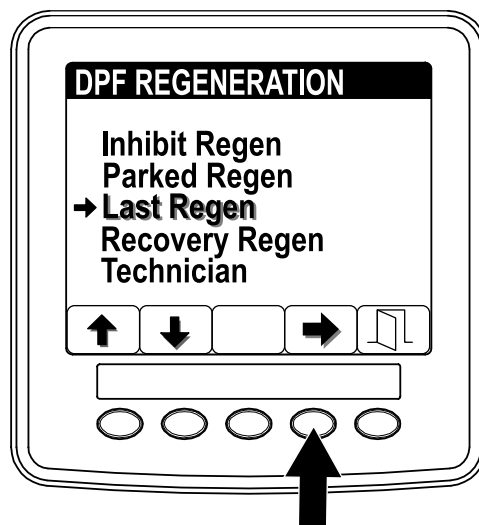 DPF REGENERATION
Inhibit Regen
Parked Regen
Last Regen
Recovery Regen
Technician